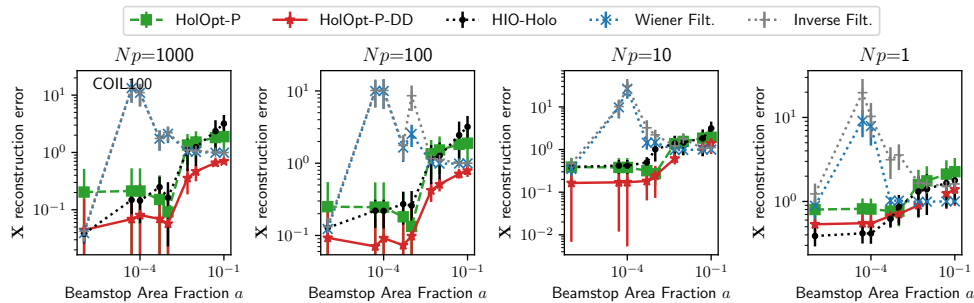 HolOpt-P HolOpt-P-DD HIO-Holo Wiener Filt. Inverse Filt.
Np=1000 Np=100 Np=10 Np=1
COIL100
X reconstruction error X reconstruction error X reconstruction error X reconstruction error
10^1 10^0 10^-1
10^1 10^0 10^-1
10^1 10^0 10^-1 10^-2
10^1 10^0
10^-4 10^-1 10^-4 10^-1 10^-4 10^-1 10^-4 10^-1
Beamstop Area Fraction a Beamstop Area Fraction a Beamstop Area Fraction a Beamstop Area Fraction a